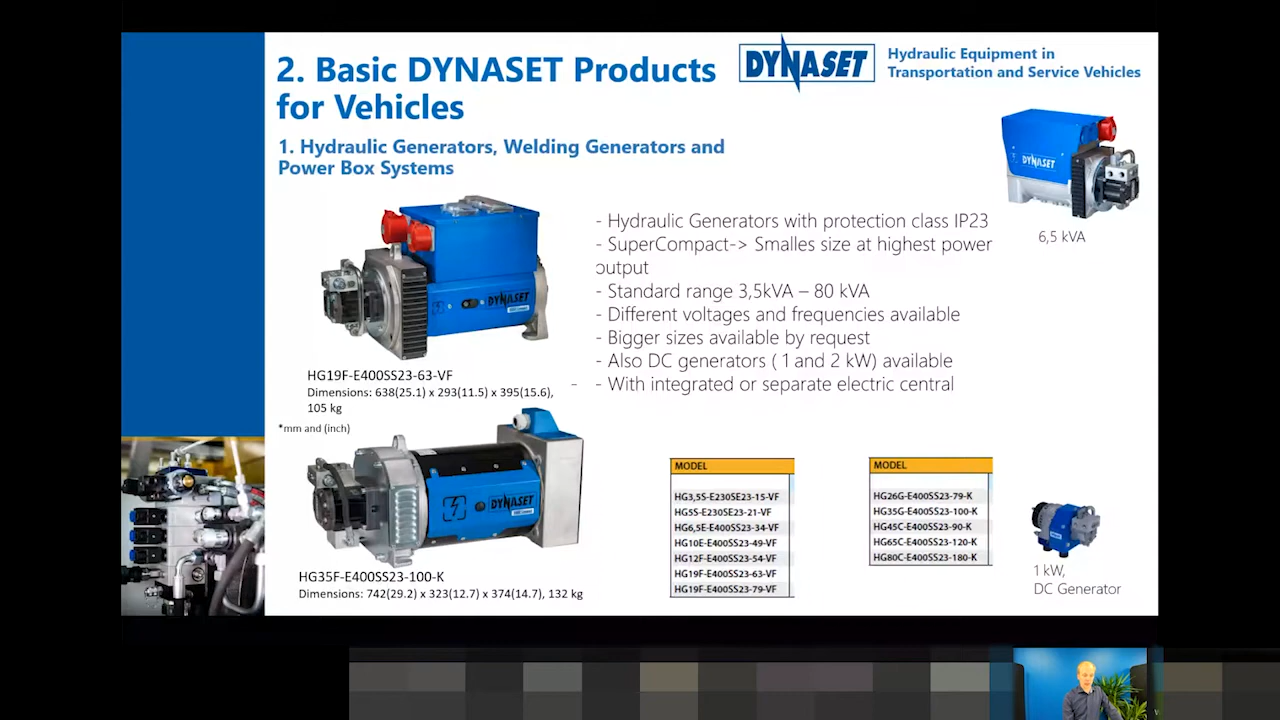 2. Basic DYNASET Products
for Vehicles
DYNASET
Hydraulic Equipment in
Transportation and Service Vehicles
1. Hydraulic Generators, Welding Generators and
Power Box Systems
DYNASET
6,5 kVA
- Hydraulic Generators with protection class IP23
- SuperCompact-> Smalles size at highest power
output
- Standard range 3,5kVA – 80 kVA
- Different voltages and frequencies available
- Bigger sizes available by request
- Also DC generators ( 1 and 2 kW) available
- - With integrated or separate electric central
DYNASET
HG19F-E400SS23-63-VF
Dimensions: 638(25.1) x 293(11.5) x 395(15.6),
105 kg
*mm and (inch)
DYNASET
HG35F-E400SS23-100-K
Dimensions: 742(29.2) x 323(12.7) x 374(14.7), 132 kg
MODEL
HG3,5S-E230SE23-15-VF
HG5S-E230SE23-21-VF
HG6,5E-E400SS23-34-VF
HG10E-E400SS23-49-VF
HG12F-E400SS23-54-VF
HG19F-E400SS23-63-VF
HG19F-E400SS23-79-VF
MODEL
HG26G-E400SS23-79-K
HG35G-E400SS23-100-K
HG45C-E400SS23-90-K
HG65C-E400SS23-120-K
HG80C-E400SS23-180-K
1 kW,
DC Generator